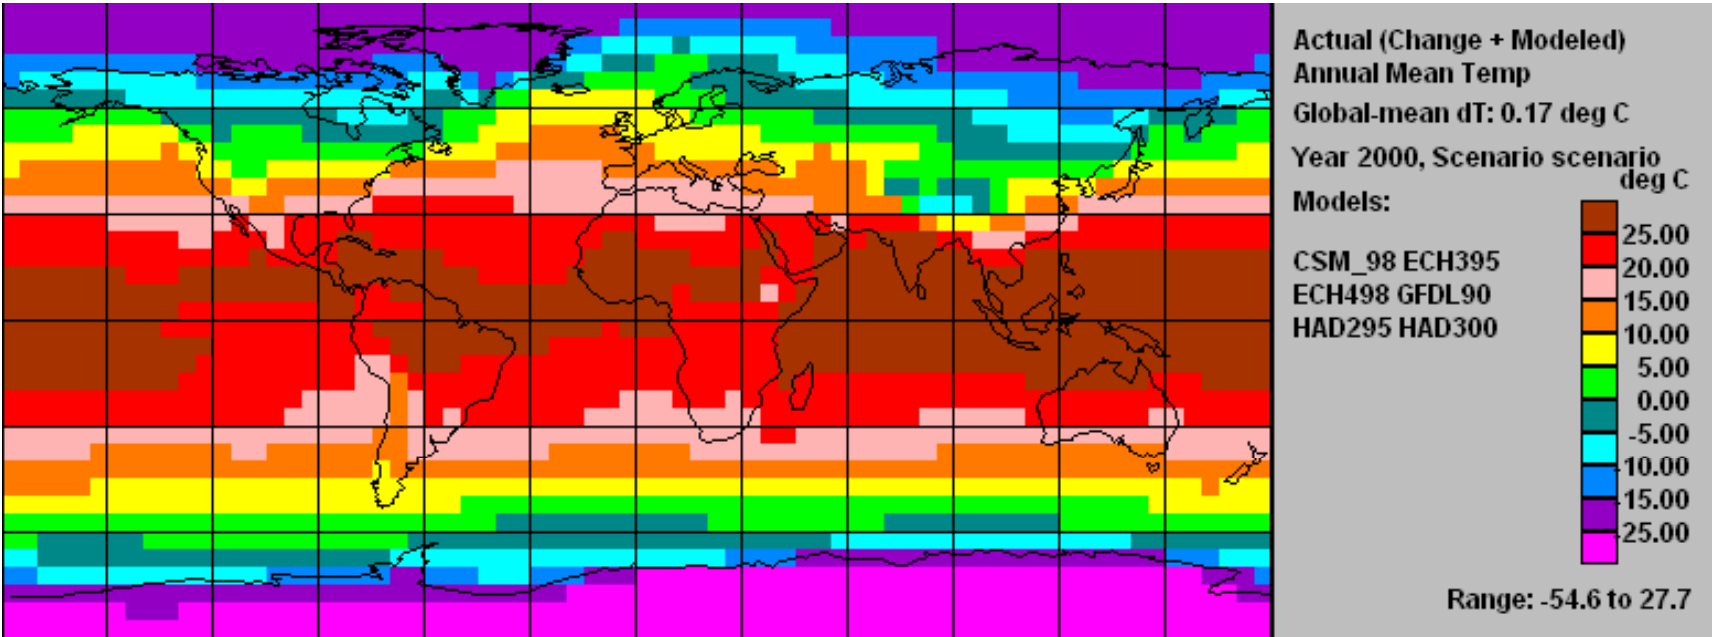 Actual (Change + Modeled)
Annual Mean Temp
Global-mean dT: 0.17 deg C
Year 2000, Scenario scenario
deg C
Models:
CSM_98 ECH395
ECH498 GFDL90
HAD295 HAD300
25.00
20.00
15.00
10.00
5.00
0.00
-5.00
-10.00
-15.00
-25.00
Range: -54.6 to 27.7